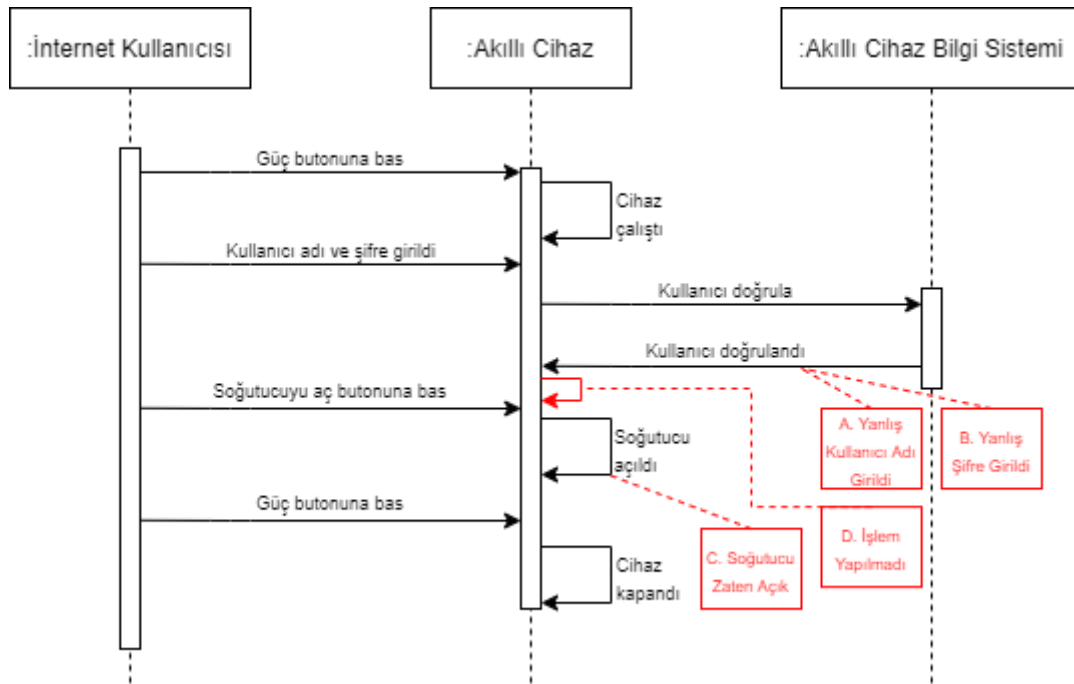 :İnternet Kullanıcısı
:Akıllı Cihaz
:Akıllı Cihaz Bilgi Sistemi
Güç butonuna bas
Cihaz
çalıştı
Kullanıcı adı ve şifre girildi
Kullanıcı doğrula
Kullanıcı doğrulandı
Soğutucuyu aç butonuna bas
A. Yanlış
Kullanıcı Adı
Girildi
B. Yanlış
Şifre Girildi
Soğutucu
açıldı
Güç butonuna bas
D. İşlem
Yapılmadı
C. Soğutucu
Zaten Açık
Cihaz
kapandı